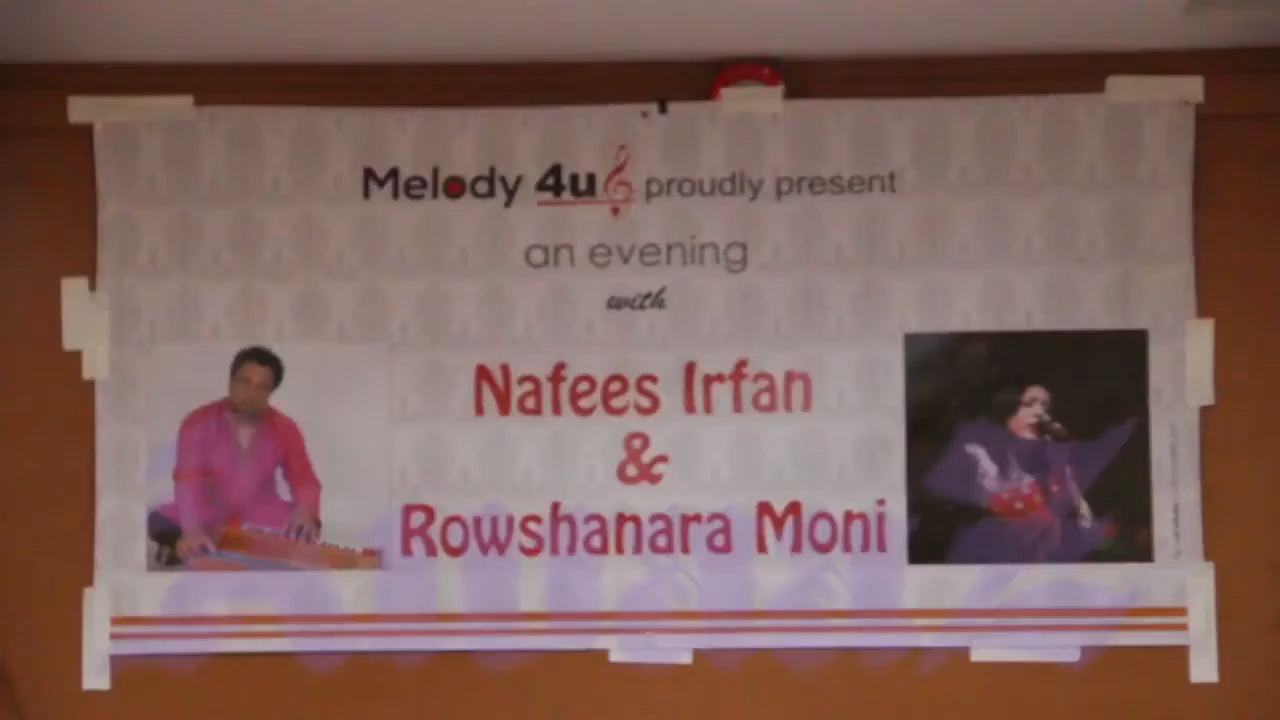 Melody 4u proudly present
an evening
with
Nafees Irfan
&
Rowshanara Moni